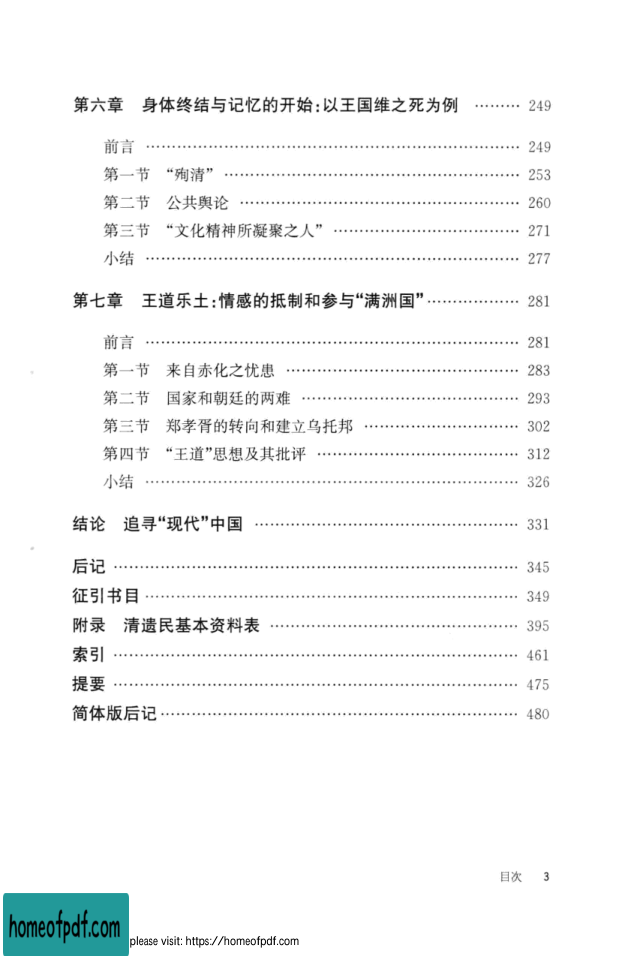 第六章 身体终结与记忆的开始:以王国维之死为例 ……… 249
前言 ……… 249
第一节 “殉清” ……… 253
第二节 公共舆论 ……… 260
第三节 “文化精神所凝聚之人” ……… 271
小结 ……… 277
第七章 王道乐土:情感的抵制和参与“满洲国” ……… 281
前言 ……… 281
第一节 来自赤化之忧患 ……… 283
第二节 国家和朝廷的两难 ……… 293
第三节 郑孝胥的转向和建立乌托邦 ……… 302
第四节 “王道”思想及其批评 ……… 312
小结 ……… 326
结论 追寻“现代”中国 ……… 331
后记 ……… 345
征引书目 ……… 349
附录 清遗民基本资料表 ……… 395
索引 ……… 461
提要 ……… 475
简体版后记 ……… 480
目次 3
homeofpdf.com
please visit: https://homeofpdf.com